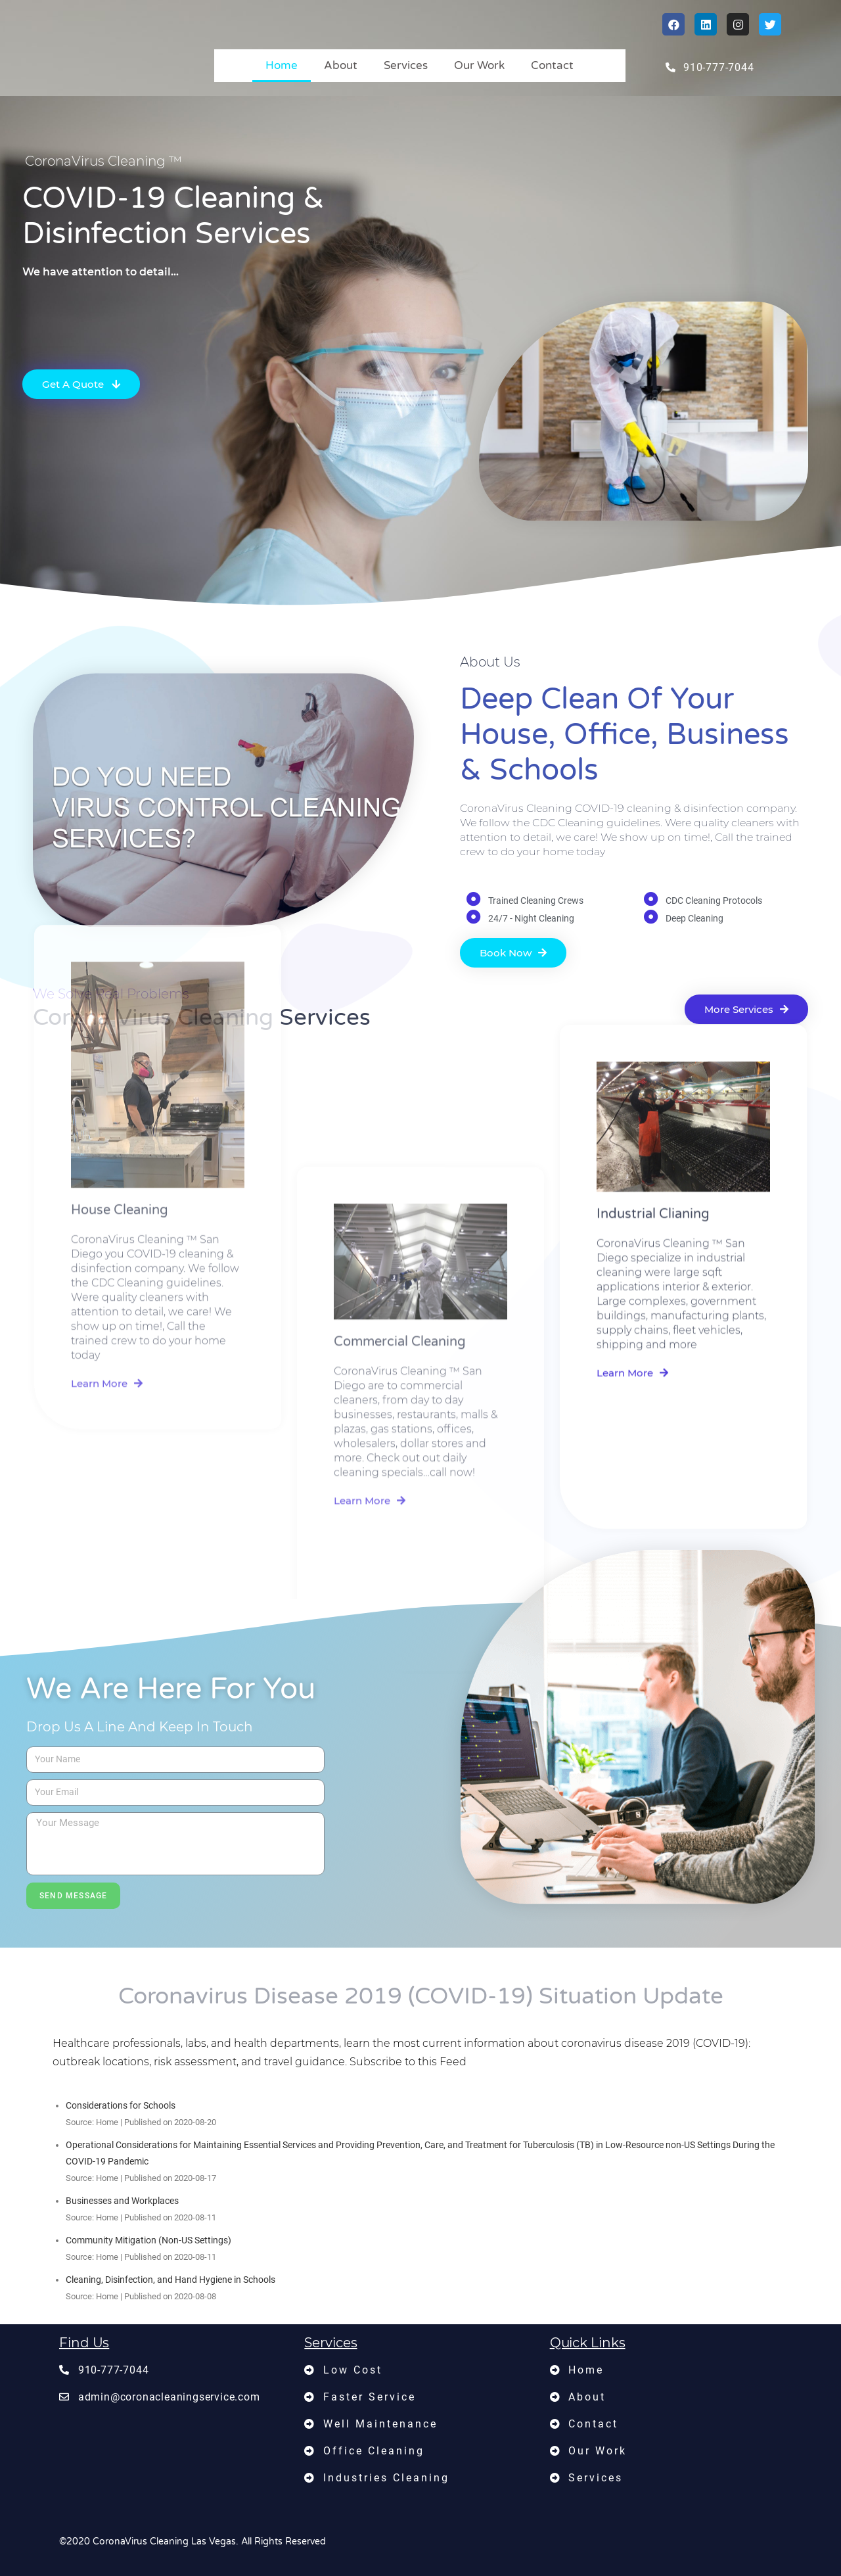 Home About Services Our Work Contact
910-777-7044
CoronaVirus Cleaning ™
COVID-19 Cleaning &
Disinfection Services
We have attention to detail...
Get A Quote
About Us
Deep Clean Of Your
House, Office, Business
& Schools
DO YOU NEED
VIRUS CONTROL CLEANING
SERVICES?
CoronaVirus Cleaning COVID-19 cleaning & disinfection company.
We follow the CDC Cleaning guidelines. Were quality cleaners with
attention to detail, we care! We show up on time!, Call the trained
crew to do your home today
Trained Cleaning Crews
CDC Cleaning Protocols
24/7 - Night Cleaning
Deep Cleaning
Book Now
We Solve Real Problems
Corona Virus Cleaning Services
More Services
House Cleaning
CoronaVirus Cleaning ™ San
Diego you COVID-19 cleaning &
disinfection company. We follow
the CDC Cleaning guidelines.
Were quality cleaners with
attention to detail, we care! We
show up on time!, Call the
trained crew to do your home
today
Learn More
Commercial Cleaning
CoronaVirus Cleaning ™ San
Diego are to commercial
cleaners, from day to day
businesses, restaurants, malls &
plazas, gas stations, offices,
wholesalers, dollar stores and
more. Check out out daily
cleaning specials...call now!
Learn More
Industrial Clianing
CoronaVirus Cleaning ™ San
Diego specialize in industrial
cleaning were large sqft
applications interior & exterior.
Large complexes, government
buildings, manufacturing plants,
supply chains, fleet vehicles,
shipping and more
Learn More
We Are Here For You
Drop Us A Line And Keep In Touch
Your Name
Your Email
Your Message
SEND MESSAGE
Coronavirus Disease 2019 (COVID-19) Situation Update
Healthcare professionals, labs, and health departments, learn the most current information about coronavirus disease 2019 (COVID-19):
outbreak locations, risk assessment, and travel guidance. Subscribe to this Feed
Considerations for Schools
Source: Home | Published on 2020-08-20
Operational Considerations for Maintaining Essential Services and Providing Prevention, Care, and Treatment for Tuberculosis (TB) in Low-Resource non-US Settings During the
COVID-19 Pandemic
Source: Home | Published on 2020-08-17
Businesses and Workplaces
Source: Home | Published on 2020-08-11
Community Mitigation (Non-US Settings)
Source: Home | Published on 2020-08-11
Cleaning, Disinfection, and Hand Hygiene in Schools
Source: Home | Published on 2020-08-08
Find Us
910-777-7044
admin@coronacleaningservice.com
Services
Low Cost
Faster Service
Well Maintenance
Office Cleaning
Industries Cleaning
Quick Links
Home
About
Contact
Our Work
Services
©2020 CoronaVirus Cleaning Las Vegas. All Rights Reserved